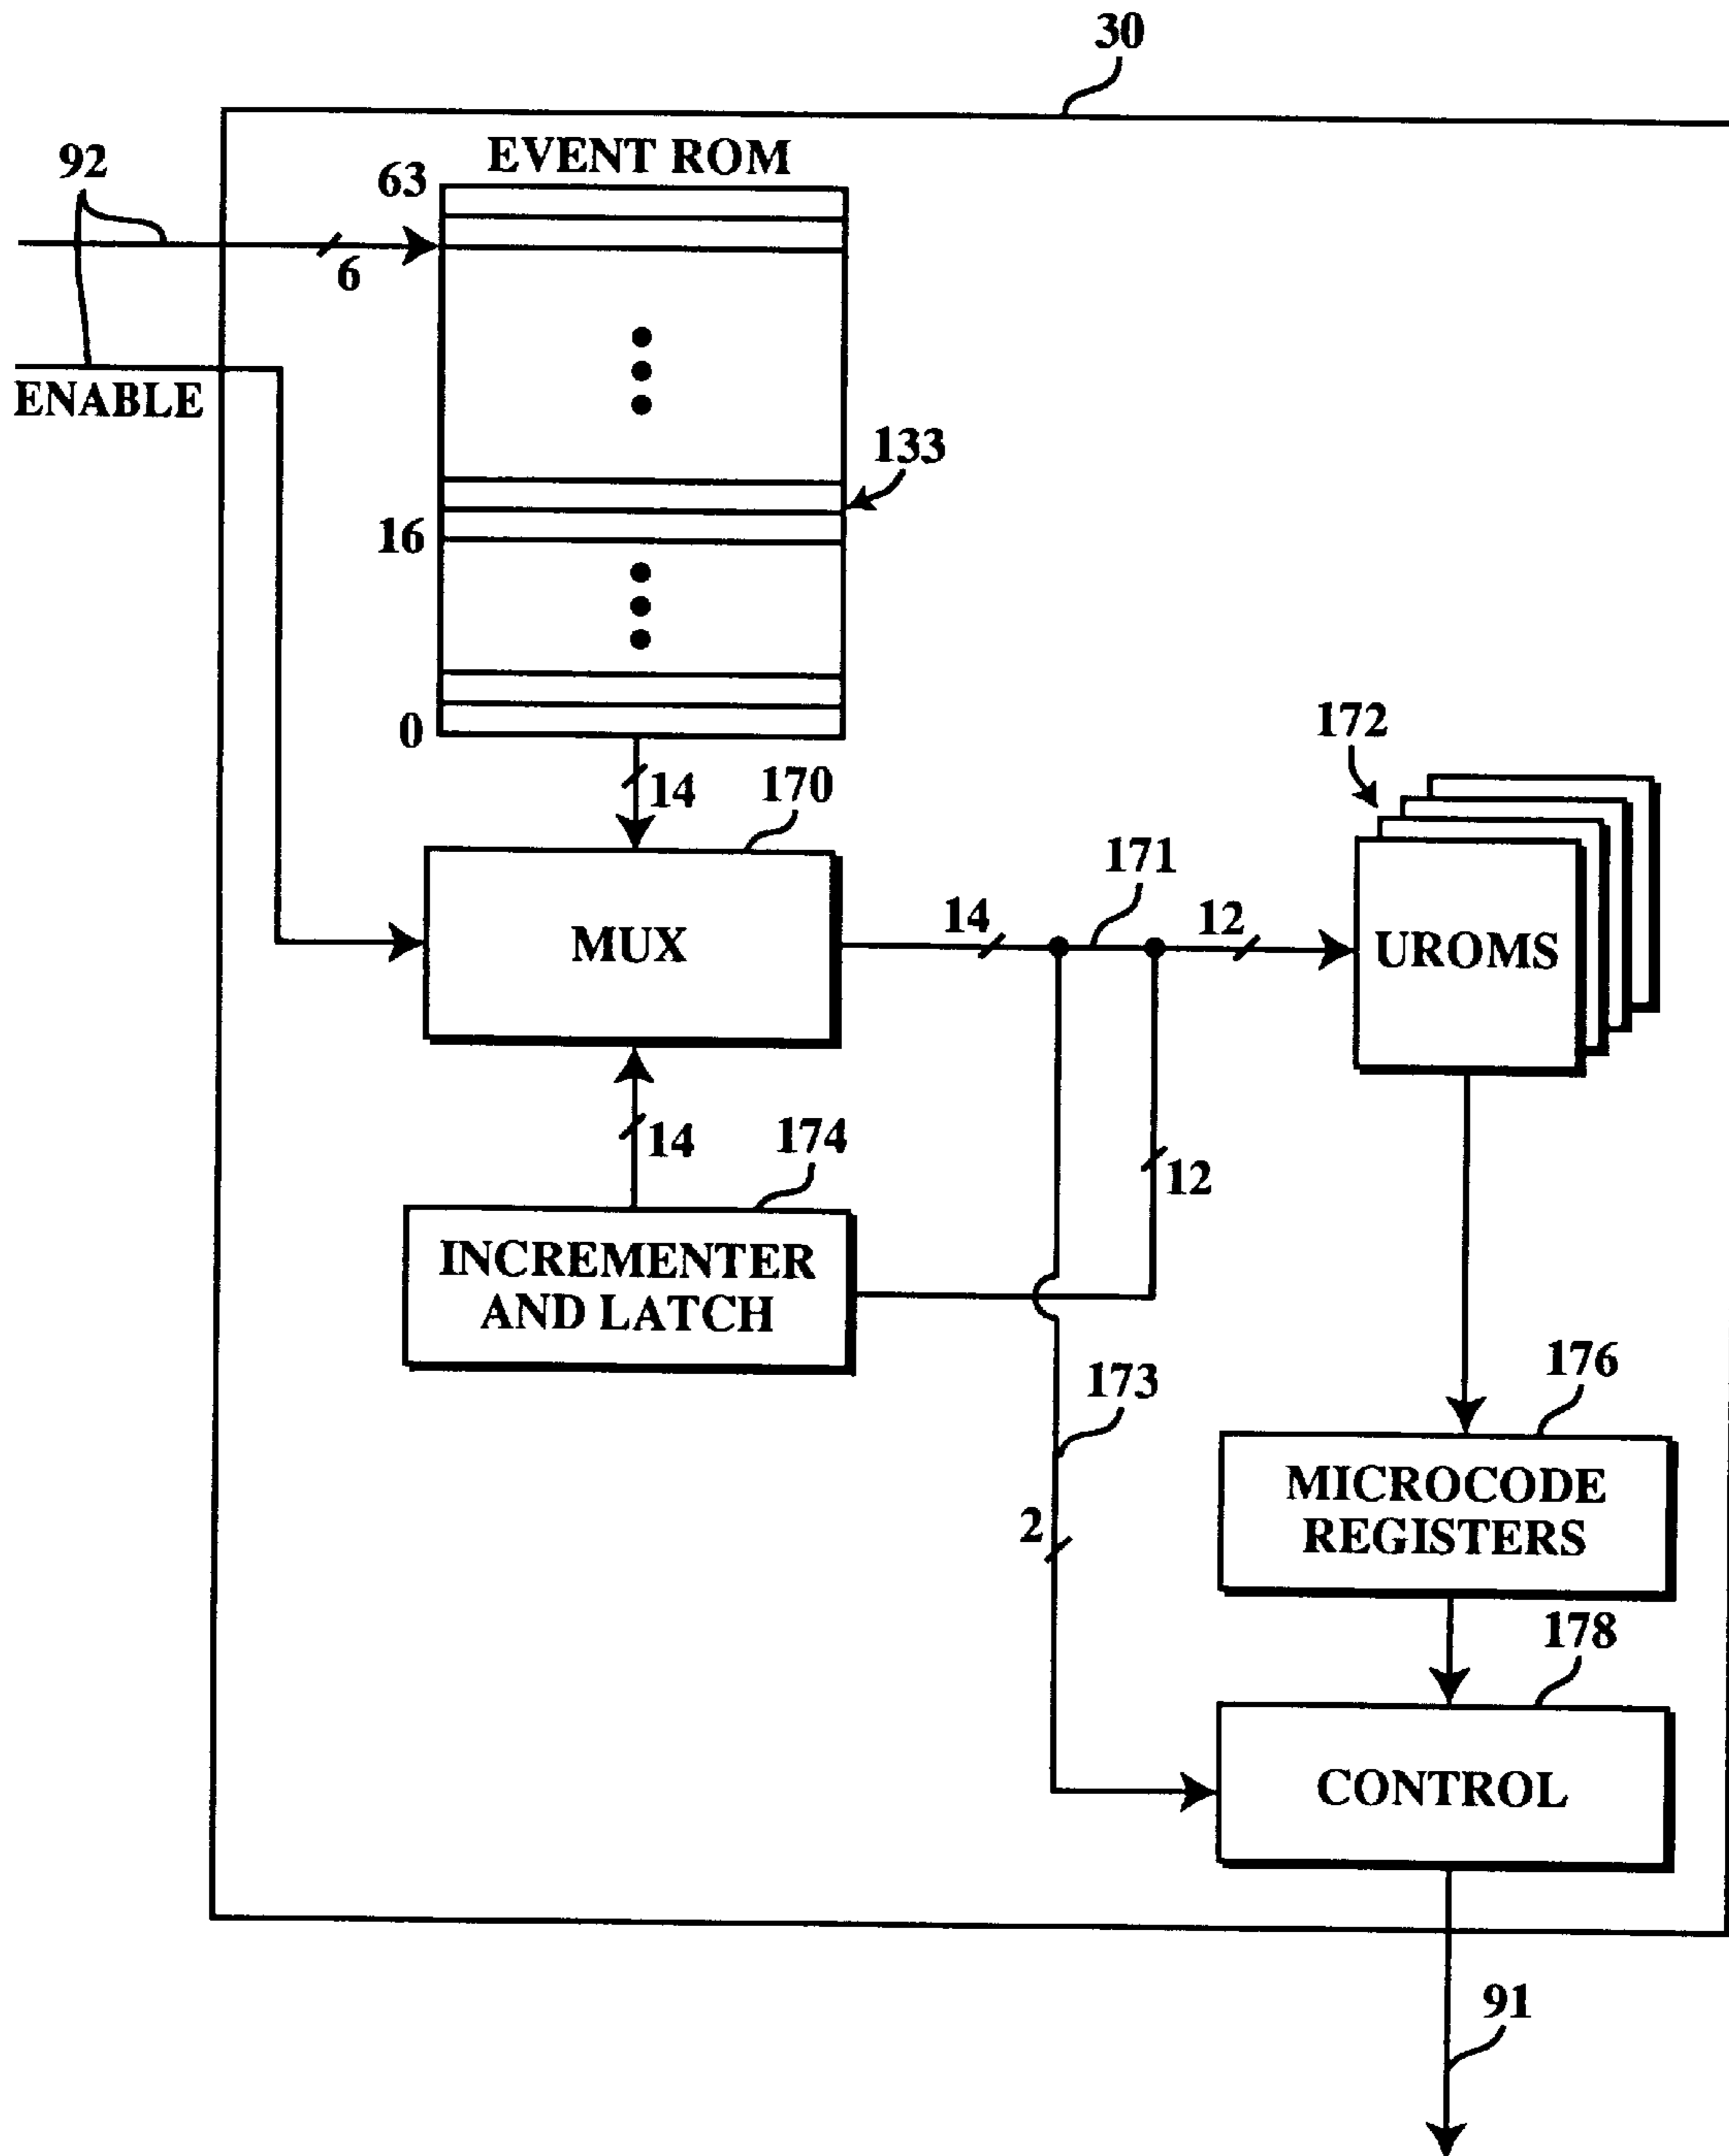 30
EVENT ROM
92
63
6
ENABLE
133
16
0
14
170
172
171
14
12
MUX
UROMS
14
174
12
INCREMENTER
AND LATCH
173
176
2
MICROCODE
REGISTERS
178
CONTROL
91